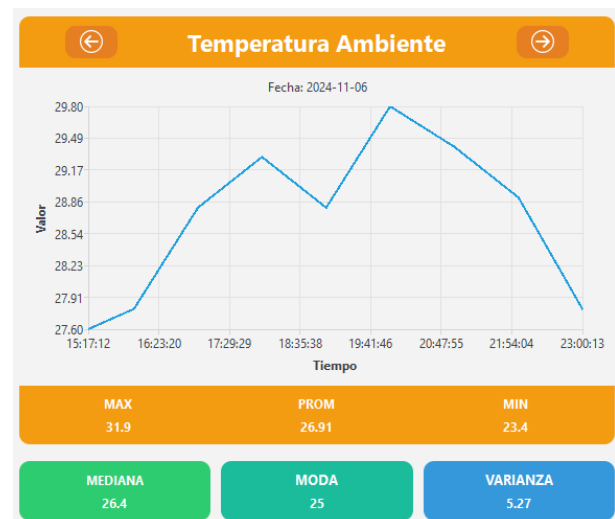 Temperatura Ambiente
Fecha: 2024-11-06
29.80
29.49
29.17
28.86
28.54
28.23
27.91
27.60
Valor
15:17:12 16:23:20 17:29:29 18:35:38 19:41:46 20:47:55 21:54:04 23:00:13
Tiempo
MAX PROM MIN
31.9 26.91 23.4
MEDIANA MODA VARIANZA
26.4 25 5.27